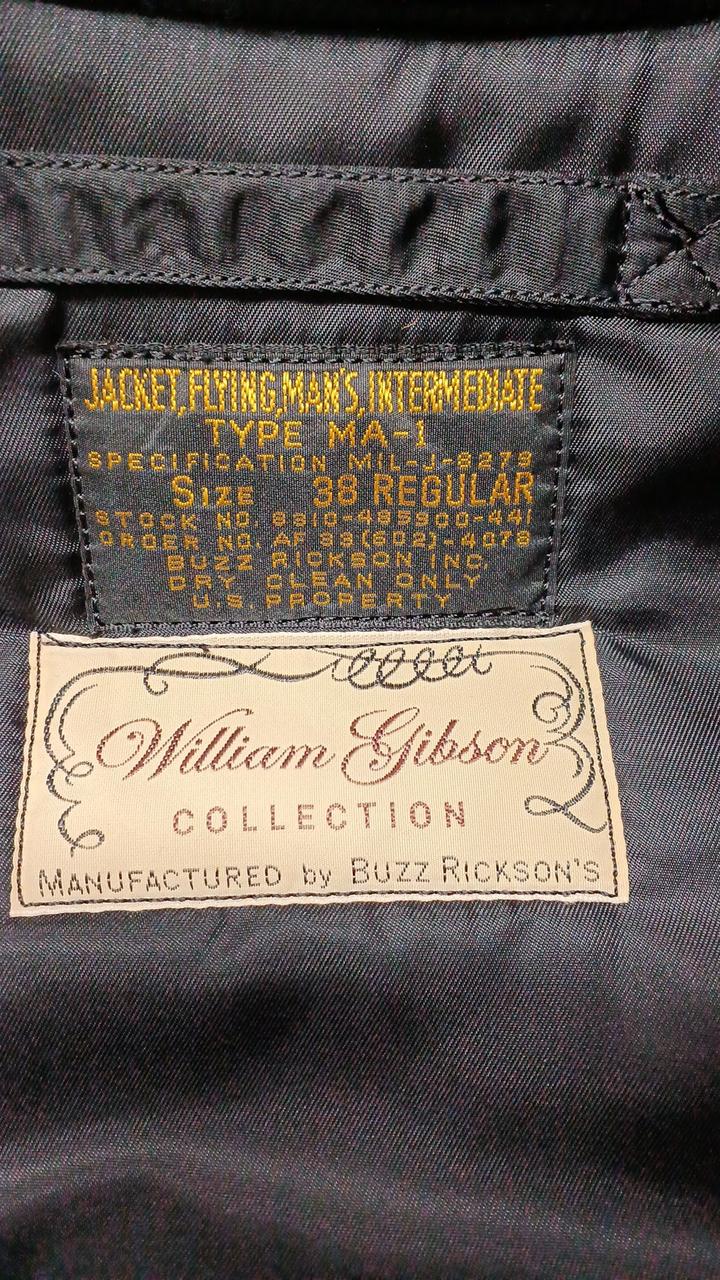 JACKET,FLYING,MAN'S,INTERMEDIATE
TYPE MA-1
SPECIFICATION MIL-J-8279
SIZE 38 REGULAR
STOCK NO. 8310-485900-441
ORDER NO. AF 33(602)-4078
BUZZ RICKSON INC.
DRY CLEAN ONLY
U.S. PROPERTY
William Gibson
COLLECTION
MANUFACTURED by BUZZ RICKSON'S